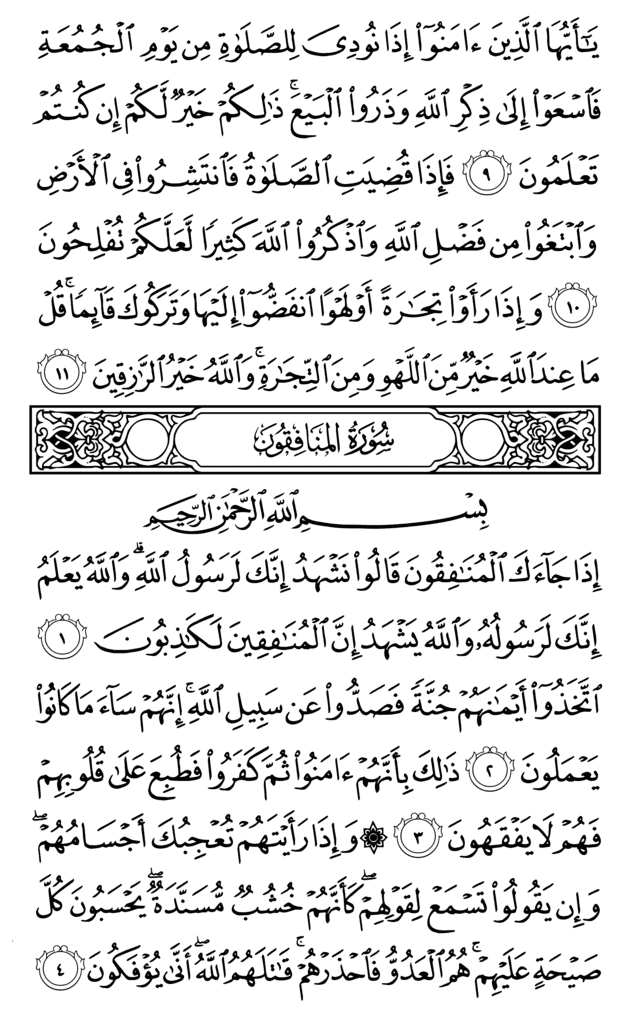 يَٰٓأَيُّهَا ٱلَّذِينَ ءَامَنُوٓاْ إِذَا نُودِيَ لِلصَّلَوٰةِ مِن يَوۡمِ ٱلۡجُمُعَةِ
فَٱسۡعَوۡاْ إِلَىٰ ذِكۡرِ ٱللَّهِ وَذَرُواْ ٱلۡبَيۡعَۚ ذَٰلِكُمۡ خَيۡرٞ لَّكُمۡ إِن كُنتُمۡ
تَعۡلَمُونَ ٩ فَإِذَا قُضِيَتِ ٱلصَّلَوٰةُ فَٱنتَشِرُواْ فِي ٱلۡأَرۡضِ
وَٱبۡتَغُواْ مِن فَضۡلِ ٱللَّهِ وَٱذۡكُرُواْ ٱللَّهَ كَثِيرٗا لَّعَلَّكُمۡ تُفۡلِحُونَ
١٠ وَإِذَا رَأَوۡاْ تِجَٰرَةً أَوۡ لَهۡوًا ٱنفَضُّوٓاْ إِلَيۡهَا وَتَرَكُوكَ قَآئِمٗاۚ قُلۡ
مَا عِندَ ٱللَّهِ خَيۡرٞ مِّنَ ٱللَّهۡوِ وَمِنَ ٱلتِّجَٰرَةِۚ وَٱللَّهُ خَيۡرُ ٱلرَّٰزِقِينَ ١١
سُورَةُ المُنَافِقُونَ
بِسۡمِ ٱللَّهِ ٱلرَّحۡمَٰنِ ٱلرَّحِيمِ
إِذَا جَآءَكَ ٱلۡمُنَٰفِقُونَ قَالُواْ نَشۡهَدُ إِنَّكَ لَرَسُولُ ٱللَّهِۗ وَٱللَّهُ يَعۡلَمُ
إِنَّكَ لَرَسُولُهُۥ وَٱللَّهُ يَشۡهَدُ إِنَّ ٱلۡمُنَٰفِقِينَ لَكَٰذِبُونَ ١
ٱتَّخَذُوٓاْ أَيۡمَٰنَهُمۡ جُنَّةٗ فَصَدُّواْ عَن سَبِيلِ ٱللَّهِۚ إِنَّهُمۡ سَآءَ مَا كَانُواْ
يَعۡمَلُونَ ٢ ذَٰلِكَ بِأَنَّهُمۡ ءَامَنُواْ ثُمَّ كَفَرُواْ فَطُبِعَ عَلَىٰ قُلُوبِهِمۡ
فَهُمۡ لَا يَفۡقَهُونَ ٣ ۞ وَإِذَا رَأَيۡتَهُمۡ تُعۡجِبُكَ أَجۡسَامُهُمۡۖ
وَإِن يَقُولُواْ تَسۡمَعۡ لِقَوۡلِهِمۡۖ كَأَنَّهُمۡ خُشُبٞ مُّسَنَّدَةٞۖ يَحۡسَبُونَ كُلَّ
صَيۡحَةٍ عَلَيۡهِمۡۚ هُمُ ٱلۡعَدُوُّ فَٱحۡذَرۡهُمۡۚ قَٰتَلَهُمُ ٱللَّهُۖ أَنَّىٰ يُؤۡفَكُونَ ٤